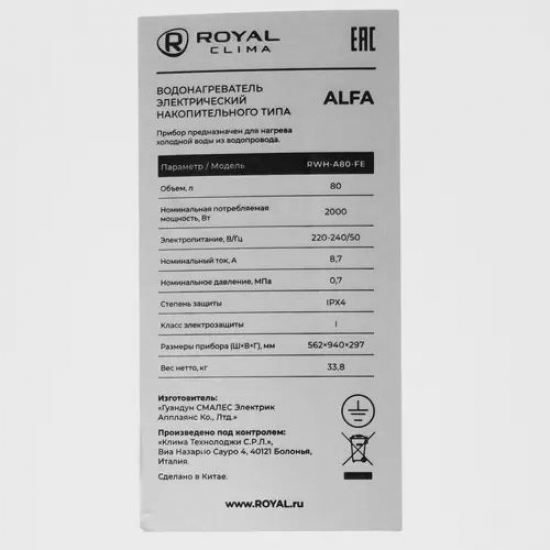 ROYAL
CLIMA
EAC
ВОДОНАГРЕВАТЕЛЬ
ЭЛЕКТРИЧЕСКИЙ
НАКОПИТЕЛЬНОГО ТИПА
ALFA
Прибор предназначен для нагрева
холодной воды из водопровода.
Параметр / Модель RWH-A80-FE
Объем, л 80
Номинальная потребляемая
мощность, Вт 2000
Электропитание, В/Гц 220-240/50
Номинальный ток, А 8,7
Номинальное давление, МПа 0,7
Степень защиты IPX4
Класс электрозащиты I
Размеры прибора (Ш×В×Г), мм 562×940×297
Вес нетто, кг 33,8
Изготовитель:
«Гуандун СМАЛЕС Электрик
Апплаянс Ко., Лтд.»
Произведено под контролем:
«Клима Технолоджи С.Р.Л.»,
Виа Назарио Сауро 4, 40121 Болонья,
Италия.
Сделано в Китае.
www.ROYAL.ru